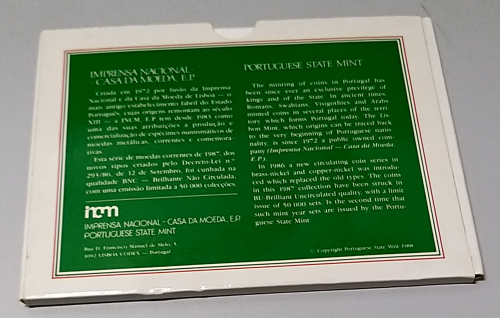 IMPRENSA NACIONAL -
CASA DA MOEDA, E.P.
Criada em 1972 por fusão da Imprensa
Nacional e da Casa da Moeda de Lisboa — o
mais antigo estabelecimento fabril do Estado
Português, cujas origens remontam ao século
XIII — a INCM, E.P. tem desde 1985 como
uma das suas atribuições a produção e
comercialização de espécimes numismáticos de
moedas metálicas, correntes e comemora-
tivas.
Esta série de moedas correntes de 1987, dos
novos tipos criados pelo Decreto-Lei nº
293/86, de 12 de Setembro, foi cunhada na
qualidade BNC — Brilhante Não Circulada,
com uma emissão limitada a 50 000 colecções.
incm
IMPRENSA NACIONAL - CASA DA MOEDA, E.P.
PORTUGUESE STATE MINT
Rua D. Francisco Manuel de Melo, 5
1092 LISBOA CODEX — Portugal
PORTUGUESE STATE MINT
The minting of coins in Portugal has
been since ever an exclusive privilege of
kings and of the State. In ancient times,
Romans, Swabians, Visigothics and Arabs
minted coins in several places of the terri-
tory which forms Portugal today. The Lis-
bon Mint, which origins can be traced back
to the very beginning of Portuguese natio-
nality, is since 1972 a public owned com-
pany (Imprensa Nacional — Casa da Moeda,
E.P.).
In 1986 a new circulating coin series in
brass-nickel and copper-nickel was introdu-
ced which replaced the old types. The coins
in this 1987 collection have been struck in
BU-Brilliant Uncirculated quality, with a limit
issue of 50 000 sets. Is the second time that
such mint year sets are issued by the Portu-
guese State Mint.
© Copyright Portuguese State Mint 1988